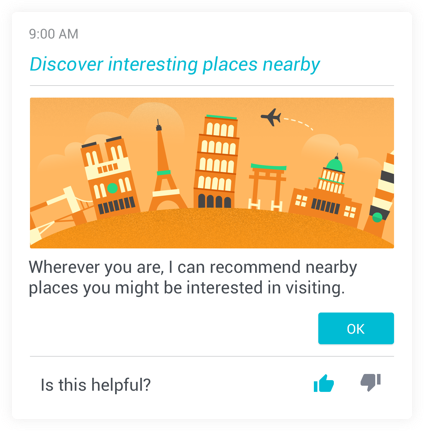 9:00 AM
Discover interesting places nearby
Wherever you are, I can recommend nearby
places you might be interested in visiting.
OK
Is this helpful?